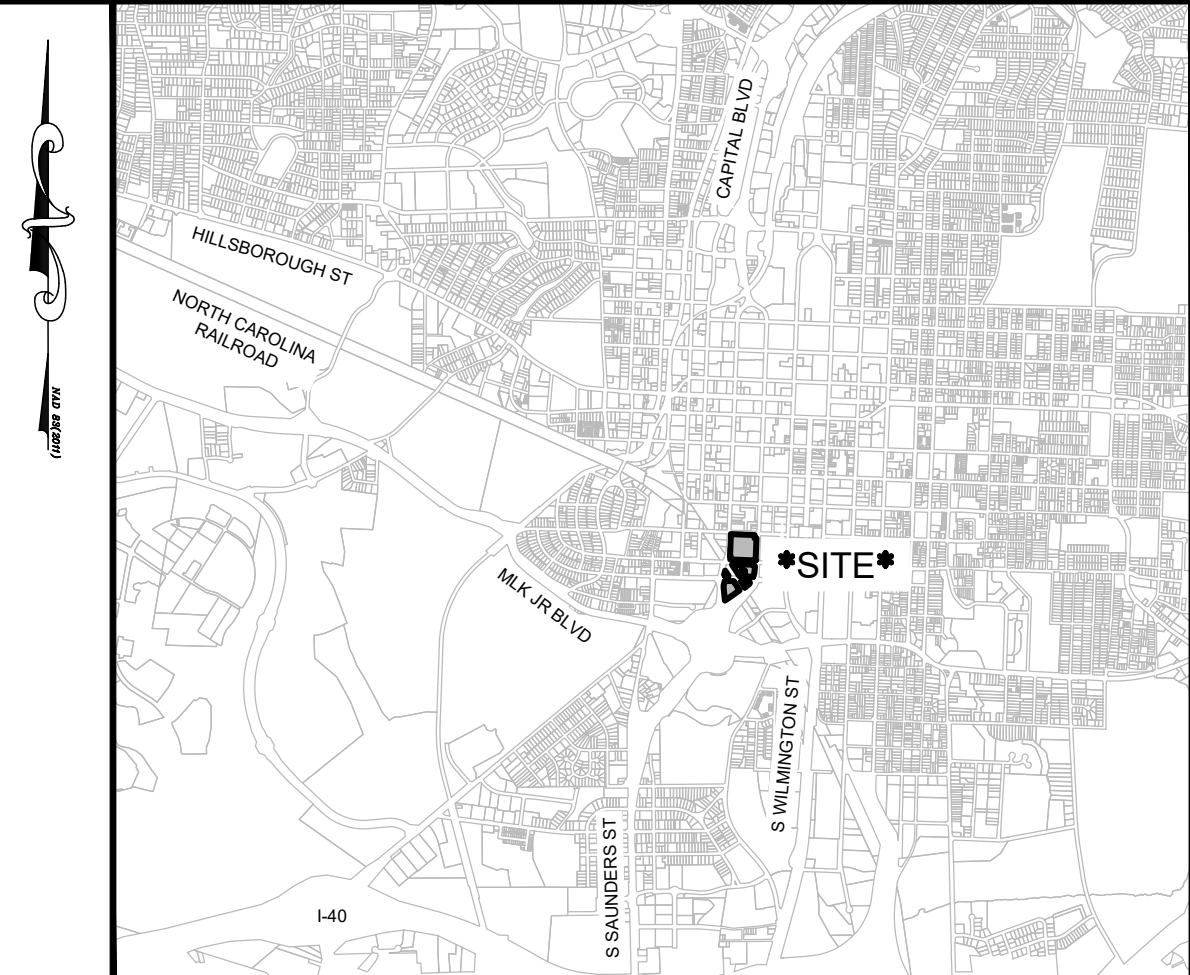 CAPITAL BLVD
HILLSBOROUGH ST
NORTH CAROLINA
RAILROAD
NAD 83(2011)
*SITE*
MLK JR BLVD
S WILMINGTON ST
S SAUNDERS ST
I-40